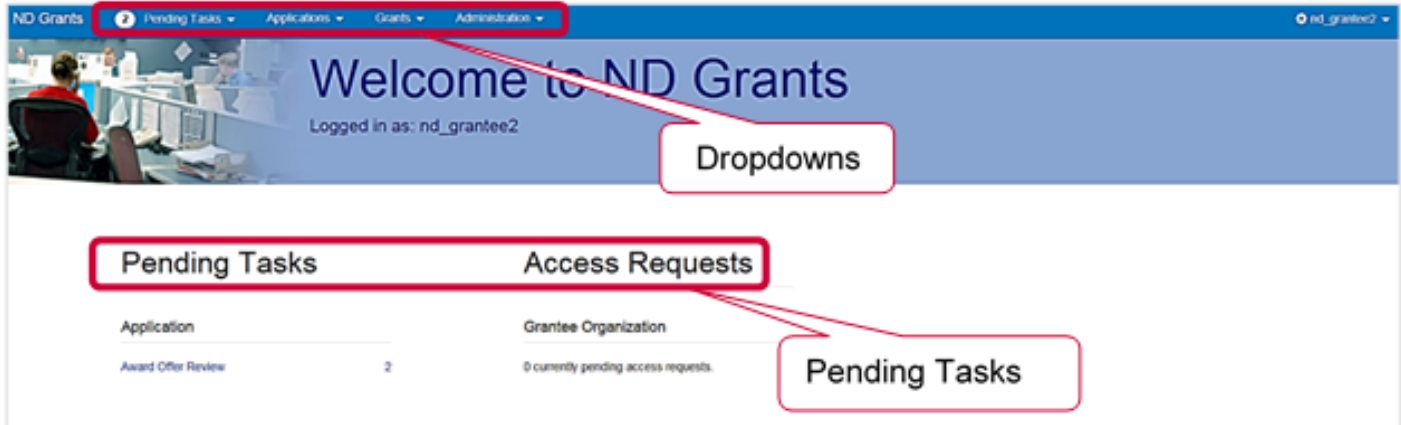 ND Grants 2 Pending Tasks Applications Grants Administration nd_grantee2
Welcome to ND Grants
Logged in as: nd_grantee2
Dropdowns
Pending Tasks Access Requests
Application Grantee Organization
Award Offer Review 2 0 currently pending access requests.
Pending Tasks